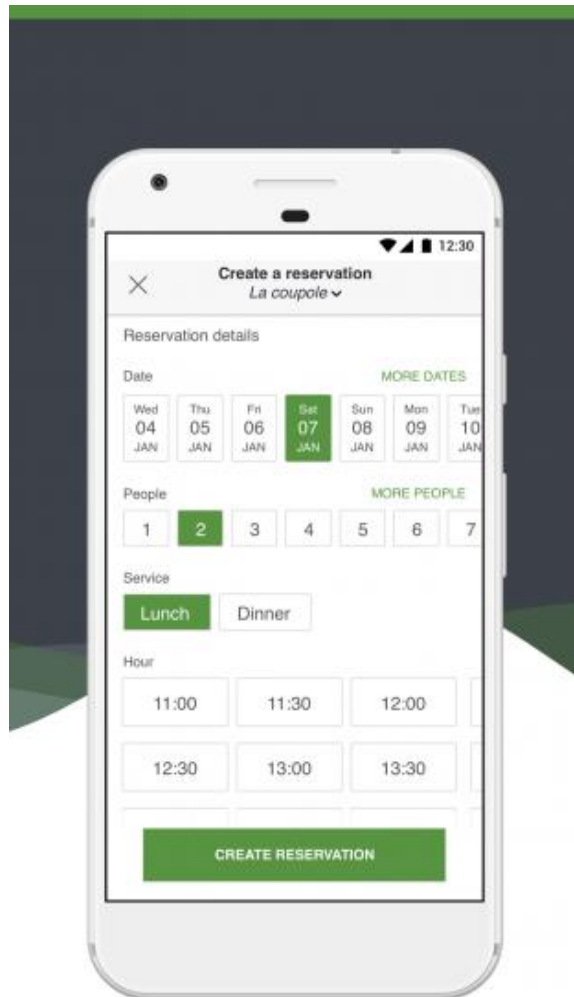 12:30
Create a reservation
La coupole
Reservation details
Date MORE DATES
Wed Thu Fri Sat Sun Mon Tue
04 05 06 07 08 09 10
JAN JAN JAN JAN JAN JAN JAN
People MORE PEOPLE
1 2 3 4 5 6 7
Service
Lunch Dinner
Hour
11:00 11:30 12:00
12:30 13:00 13:30
CREATE RESERVATION